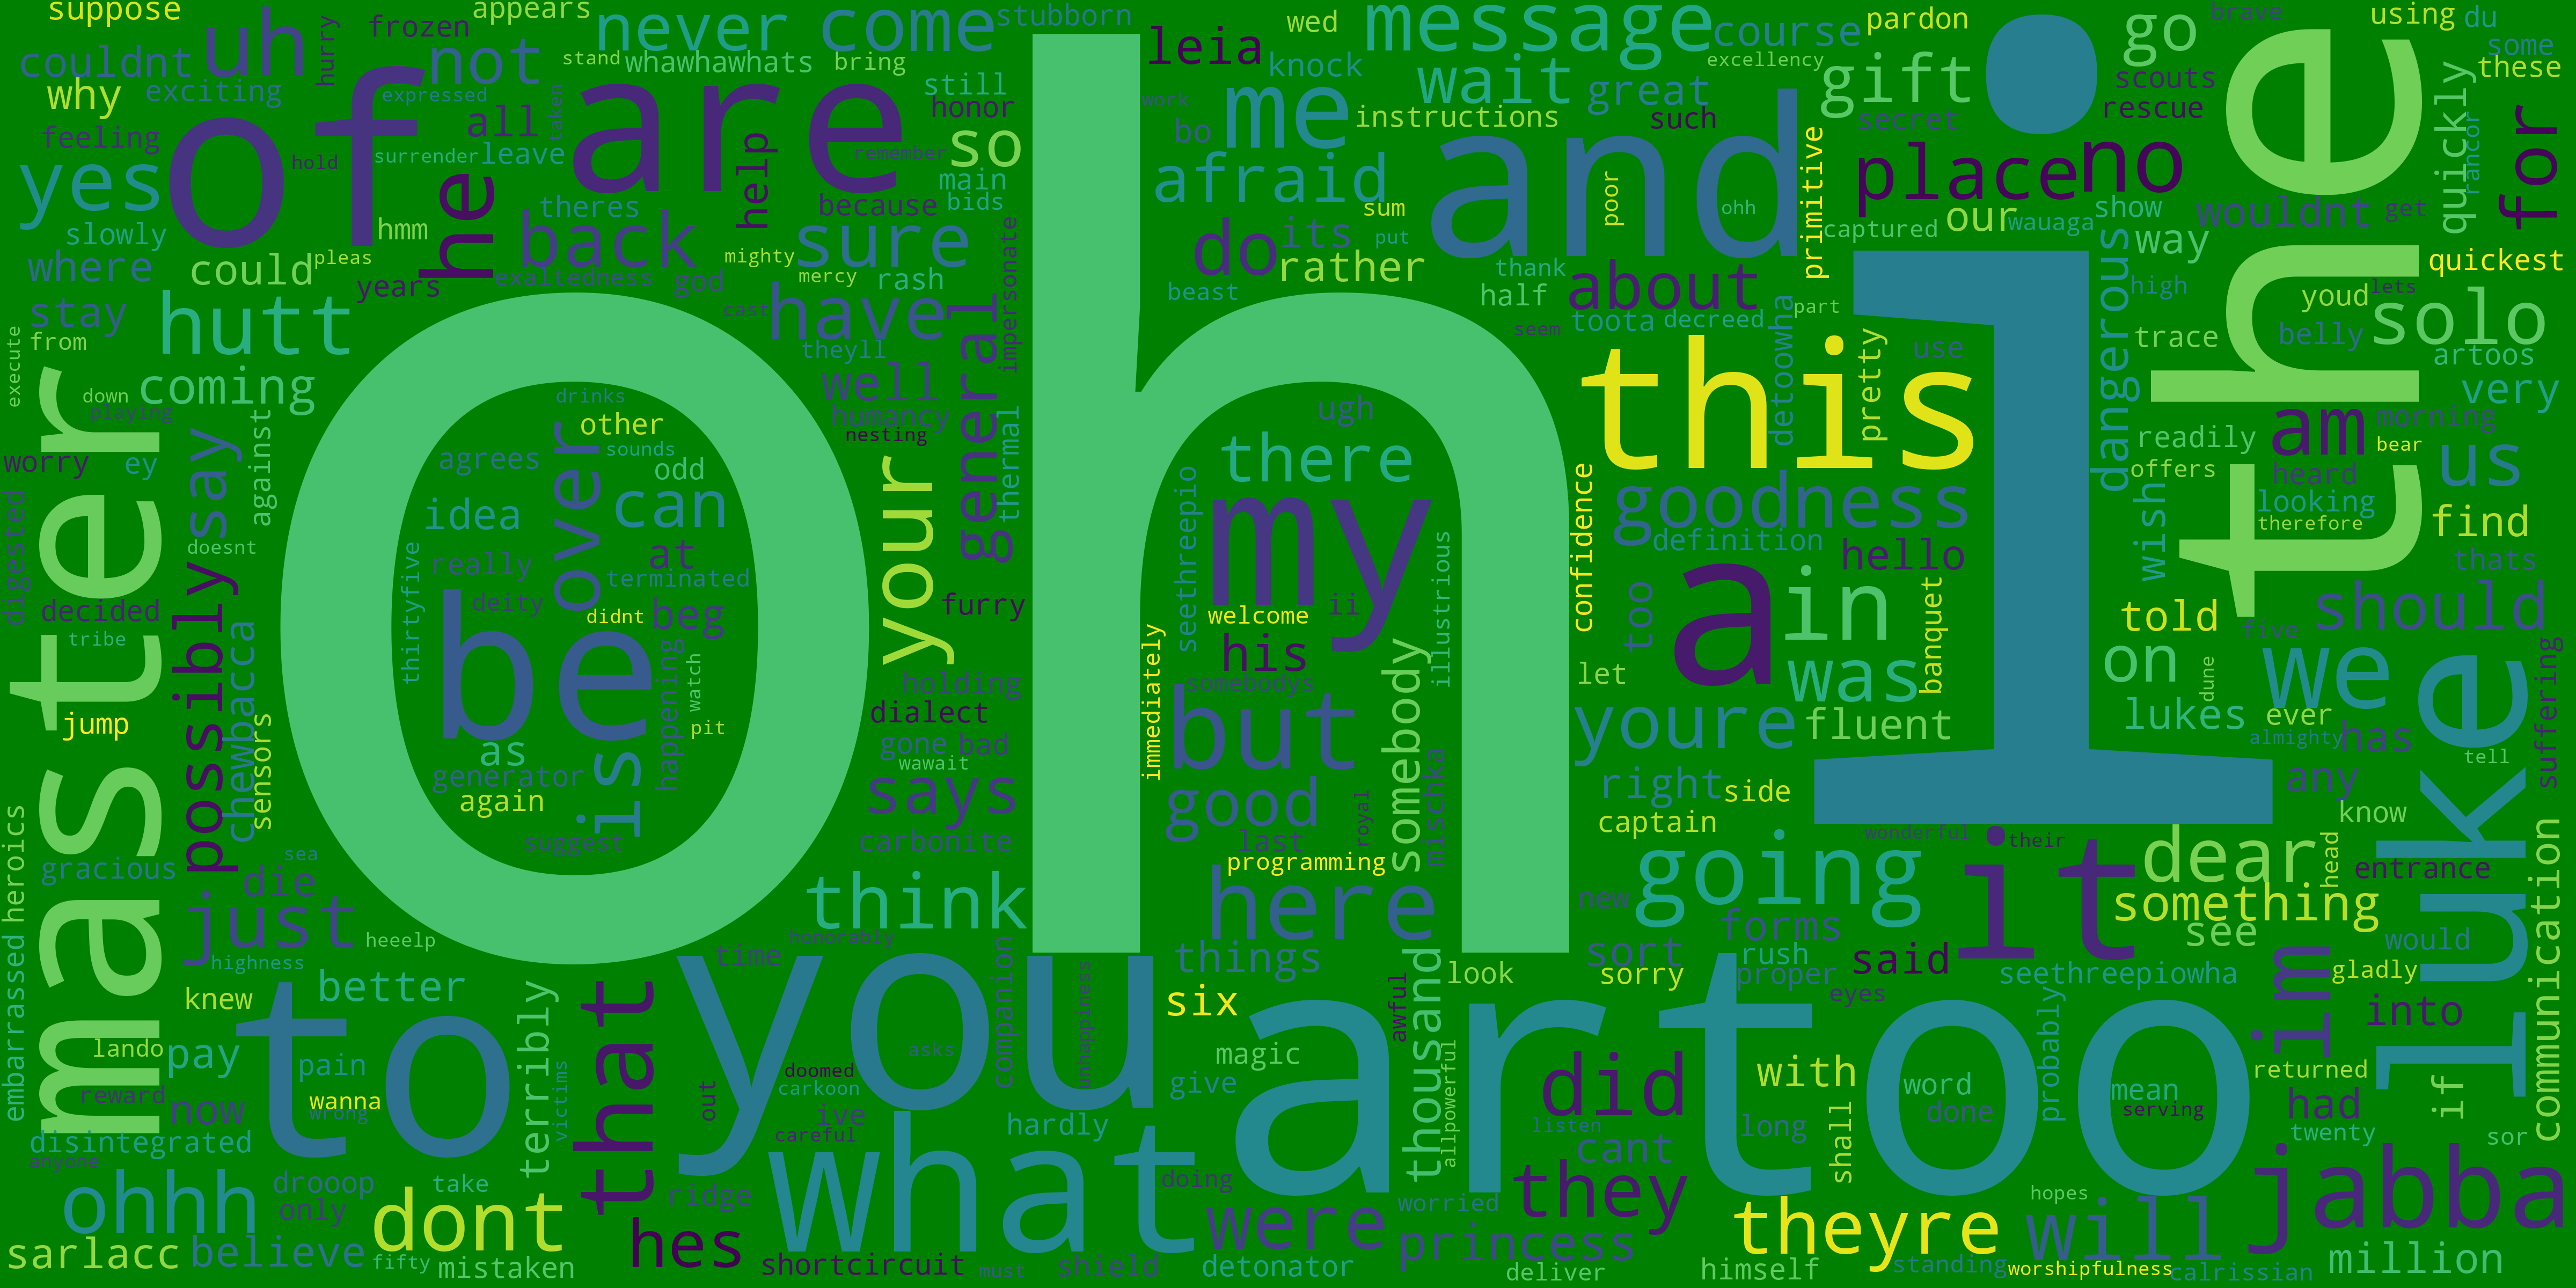 suppose
uh
frozen
appears
never
come
stubborn
leia
wed
message
course
pardon
i
go
brave
using
du
couldnt
hurry
not
stand
whawhawhats
bring
knock
excellency
some
these
why
exciting
of
expressed
are
still
honor
work
me
wait
great
gift
scouts
rescue
the
quickly
for
feeling
all
taken
help
remember
so
bo
instructions
such
and
secret
rancor
yes
hold
surrender
leave
main
afraid
primitive
place
no
slowly
hmm
he
theres
because
bids
sum
poor
ohh
our
wauaga
show
wouldnt
get
where
could
pleas
back
sure
do
its
put
captured
way
quickest
years
exaltedness
god
mighty
mercy
rash
impersonate
rather
thank
about
dangerous
high
youd
lets
stay
hutt
cast
have
general
beast
half
part
solo
from
execute
theyll
seem
toota
decreed
detoowha
this
pretty
use
trace
belly
artoos
coming
down
playing
well
humancy
nesting
oh
drinks
other
sounds
ugh
very
am
morning
bear
master
worry
ey
say
against
agrees
over
odd
thermal
there
readily
offers
heard
us
digested
idea
can
your
my
goodness
confidence
definition
hello
wish
looking
therefore
find
doesnt
possibly
thirtyfive
really
at
terminated
seethreepio
illustrious
a
in
thats
decided
tribe
chewbacca
be
deity
didnt
beg
furry
welcome
ii
too
banquet
told
five
should
immediately
his
somebody
let
was
on
dune
we
luke
suffering
jump
sensors
is
happening
watch
pit
holding
dialect
somebodys
but
youre
fluent
lukes
ever
almighty
has
tell
as
generator
again
suggest
gone
bad
wawait
says
carbonite
good
last
royal
mischka
programming
right
side
captain
any
know
heroics
embarrassed
gracious
sea
die
just
heeelp
highness
think
honorably
here
things
going
new
forms
wonderful
it
their
dear
something
see
head
entrance
communication
knew
better
time
you
companion
unhappiness
six
look
awful
thousand
sort
sorry
rush
proper
eyes
said
seethreepiowha
im
would
gladly
into
lando
pay
pain
to
terribly
that
asks
magic
artoo
probably
word
done
mean
serving
returned
reward
now
wanna
wrong
victims
out
doomed
carkoon
ive
careful
give
allpowerful
did
with
long
shall
had
if
twenty
sor
disintegrated
anyone
what
hardly
listen
cant
ohhh
drooop
only
take
dont
ridge
doing
were
worried
they
hopes
jabba
sarlacc
believe
fifty
mistaken
hes
shortcircuit
must
shield
detonator
princess
deliver
himself
theyre
standing
worshipfulness
will
calrissian
million